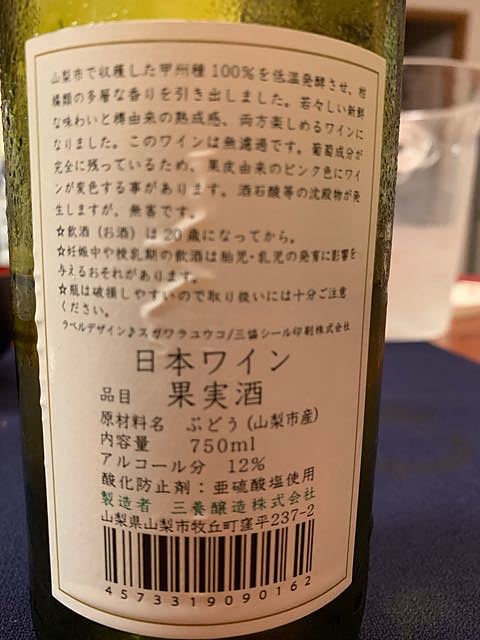 山梨市で収穫した甲州種100%を低温発酵させ、柑
橘類の多層な香りを引き出しました。若々しい新鮮
な味わいと樽由来の熟成感、両方楽しめるワインに
なりました。このワインは無濾過です。葡萄成分が
完全に残っているため、果皮由来のピンク色にワイ
ンが変色する事があります。酒石酸等の沈殿物が発
生しますが、無害です。
☆飲酒（お酒）は20歳になってから。
☆妊娠中や授乳期の飲酒は胎児・乳児の発育に影響を
与えるおそれがあります。
☆瓶は破損しやすいので取り扱いには十分ご注意
ください。
ラベルデザイン♪スガワラユウコ/三協シール印刷株式会社
日本ワイン
品目 果実酒
原材料名 ぶどう(山梨市産)
内容量 750ml
アルコール分 12%
酸化防止剤：亜硫酸塩使用
製造者 三養醸造株式会社
山梨県山梨市牧丘町窪平237-2
4573319090162